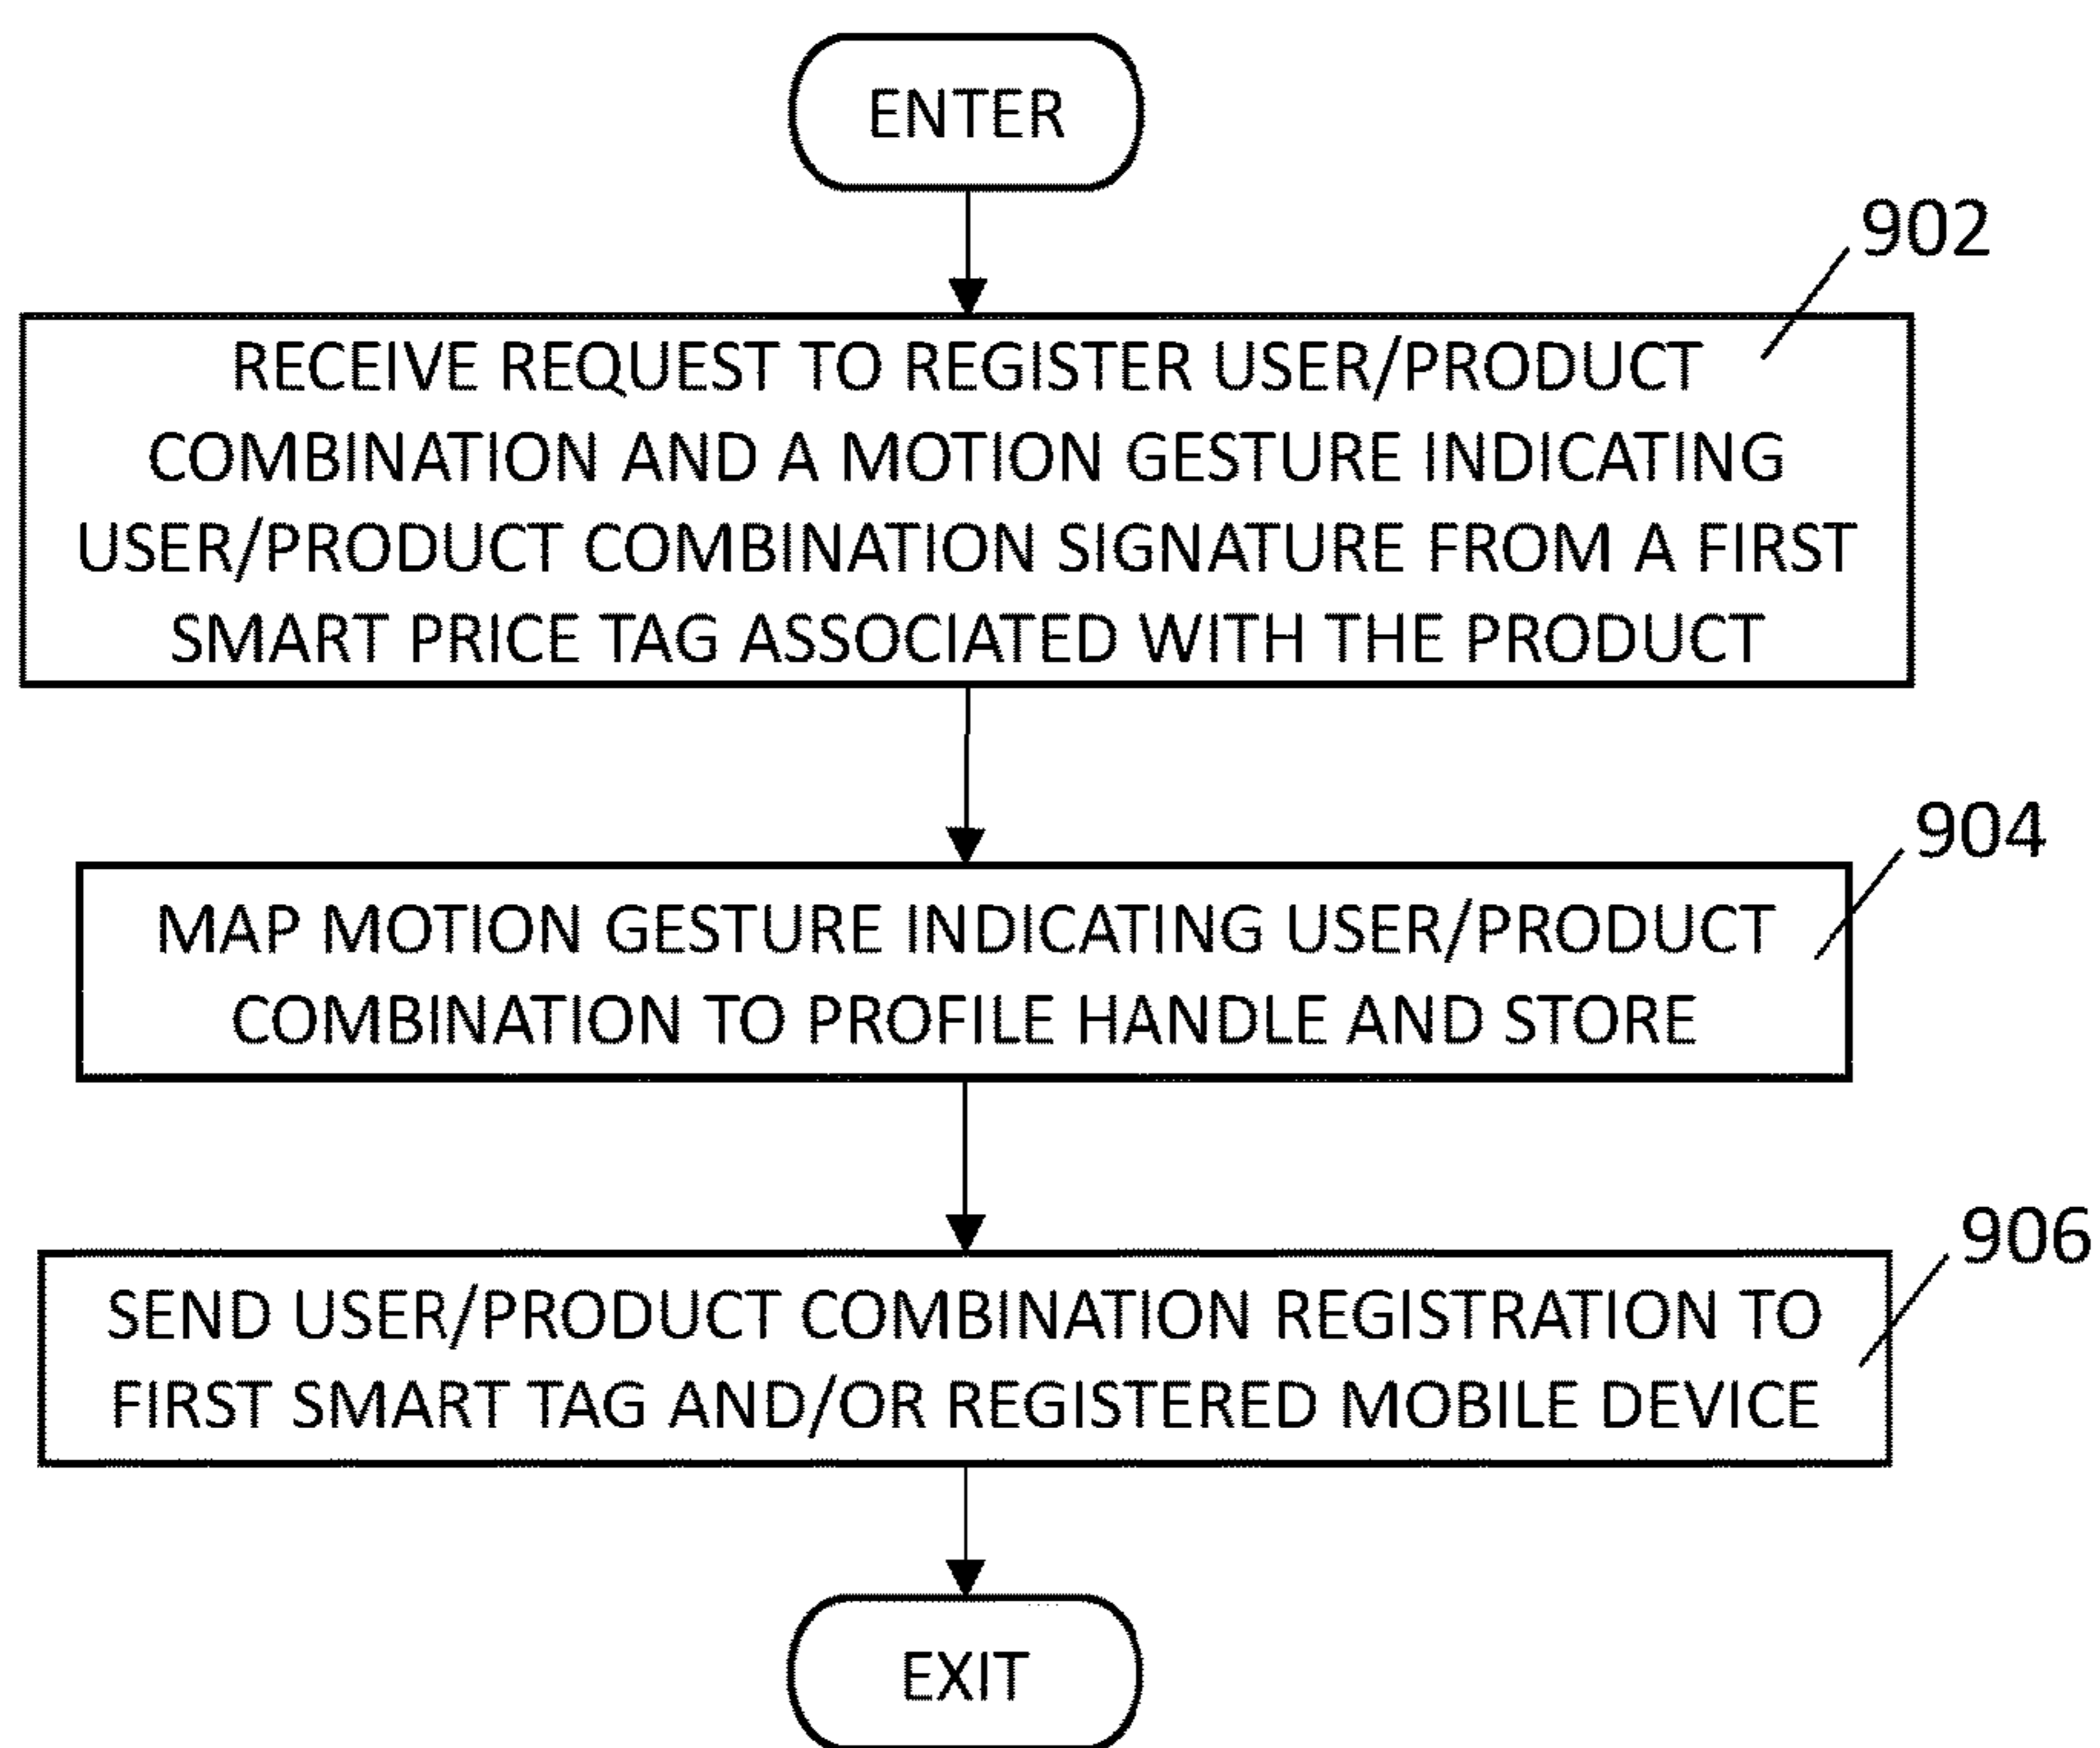 ENTER
902
RECEIVE REQUEST TO REGISTER USER/PRODUCT
COMBINATION AND A MOTION GESTURE INDICATING
USER/PRODUCT COMBINATION SIGNATURE FROM A FIRST
SMART PRICE TAG ASSOCIATED WITH THE PRODUCT
904
MAP MOTION GESTURE INDICATING USER/PRODUCT
COMBINATION TO PROFILE HANDLE AND STORE
906
SEND USER/PRODUCT COMBINATION REGISTRATION TO
FIRST SMART TAG AND/OR REGISTERED MOBILE DEVICE
EXIT